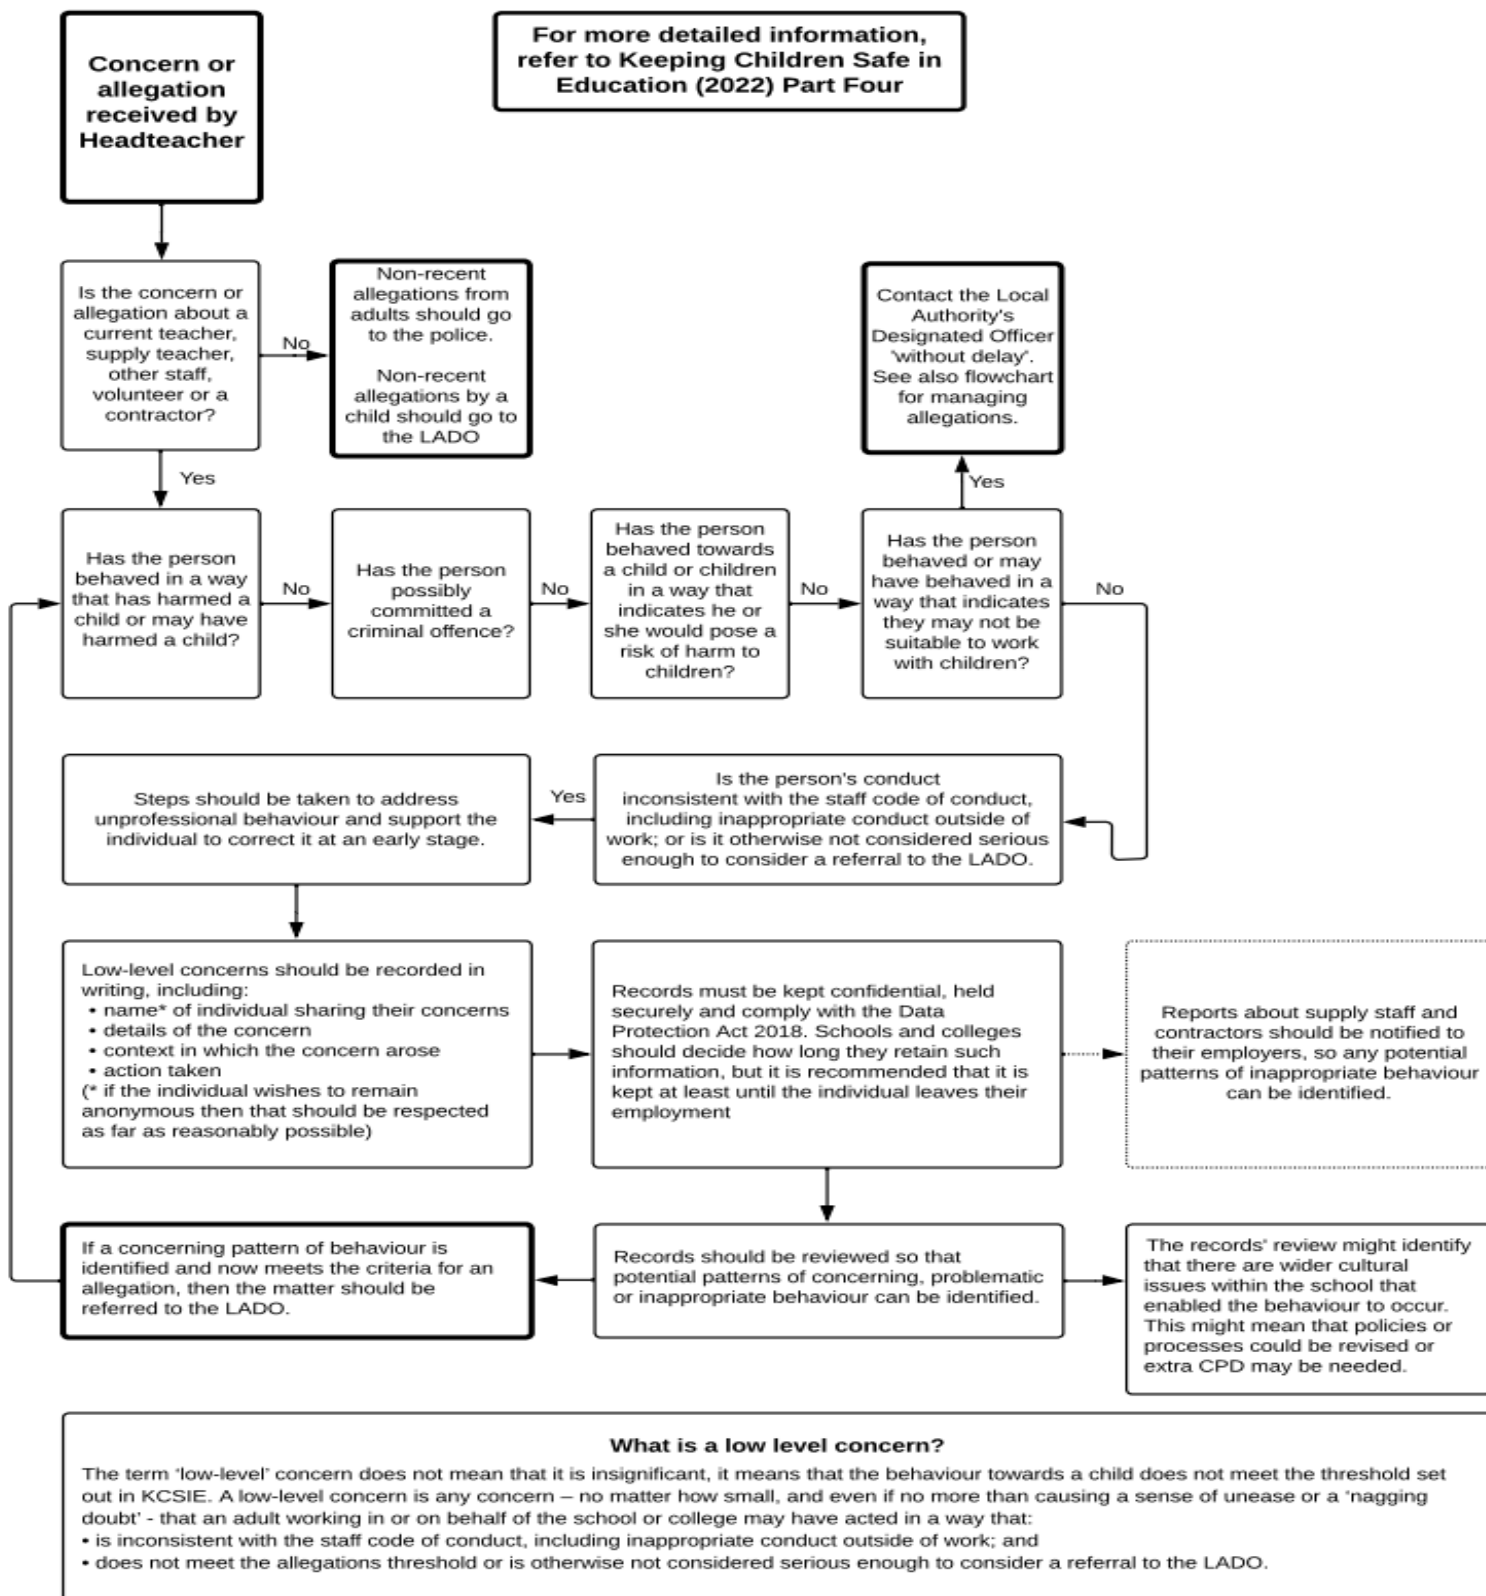 Concern or
allegation
received by
Headteacher
For more detailed information,
refer to Keeping Children Safe in
Education (2022) Part Four
Is the concern or
allegation about a
current teacher,
supply teacher,
other staff,
volunteer or a
contractor?
No
Non-recent
allegations from
adults should go
to the police.
Non-recent
allegations by a
child should go to
the LADO
Contact the Local
Authority's
Designated Officer
'without delay'.
See also flowchart
for managing
allegations.
Yes
Yes
Has the person
behaved in a way
that has harmed a
child or may have
harmed a child?
No
Has the person
possibly
committed a
criminal offence?
No
Has the person
behaved towards
a child or children
in a way that
indicates he or
she would pose a
risk of harm to
children?
No
Has the person
behaved or may
have behaved in a
way that indicates
they may not be
suitable to work
with children?
No
Steps should be taken to address
unprofessional behaviour and support the
individual to correct it at an early stage.
Yes
Is the person's conduct
inconsistent with the staff code of conduct,
including inappropriate conduct outside of
work; or is it otherwise not considered serious
enough to consider a referral to the LADO.
Low-level concerns should be recorded in
writing, including:
• name* of individual sharing their concerns
• details of the concern
• context in which the concern arose
• action taken
(* if the individual wishes to remain
anonymous then that should be respected
as far as reasonably possible)
Records must be kept confidential, held
securely and comply with the Data
Protection Act 2018. Schools and colleges
should decide how long they retain such
information, but it is recommended that it is
kept at least until the individual leaves their
employment
Reports about supply staff and
contractors should be notified to
their employers, so any potential
patterns of inappropriate behaviour
can be identified.
If a concerning pattern of behaviour is
identified and now meets the criteria for an
allegation, then the matter should be
referred to the LADO.
Records should be reviewed so that
potential patterns of concerning, problematic
or inappropriate behaviour can be identified.
The records' review might identify
that there are wider cultural
issues within the school that
enabled the behaviour to occur.
This might mean that policies or
processes could be revised or
extra CPD may be needed.
What is a low level concern?
The term 'low-level' concern does not mean that it is insignificant, it means that the behaviour towards a child does not meet the threshold set
out in KCSIE. A low-level concern is any concern – no matter how small, and even if no more than causing a sense of unease or a 'nagging
doubt' - that an adult working in or on behalf of the school or college may have acted in a way that:
• is inconsistent with the staff code of conduct, including inappropriate conduct outside of work; and
• does not meet the allegations threshold or is otherwise not considered serious enough to consider a referral to the LADO.